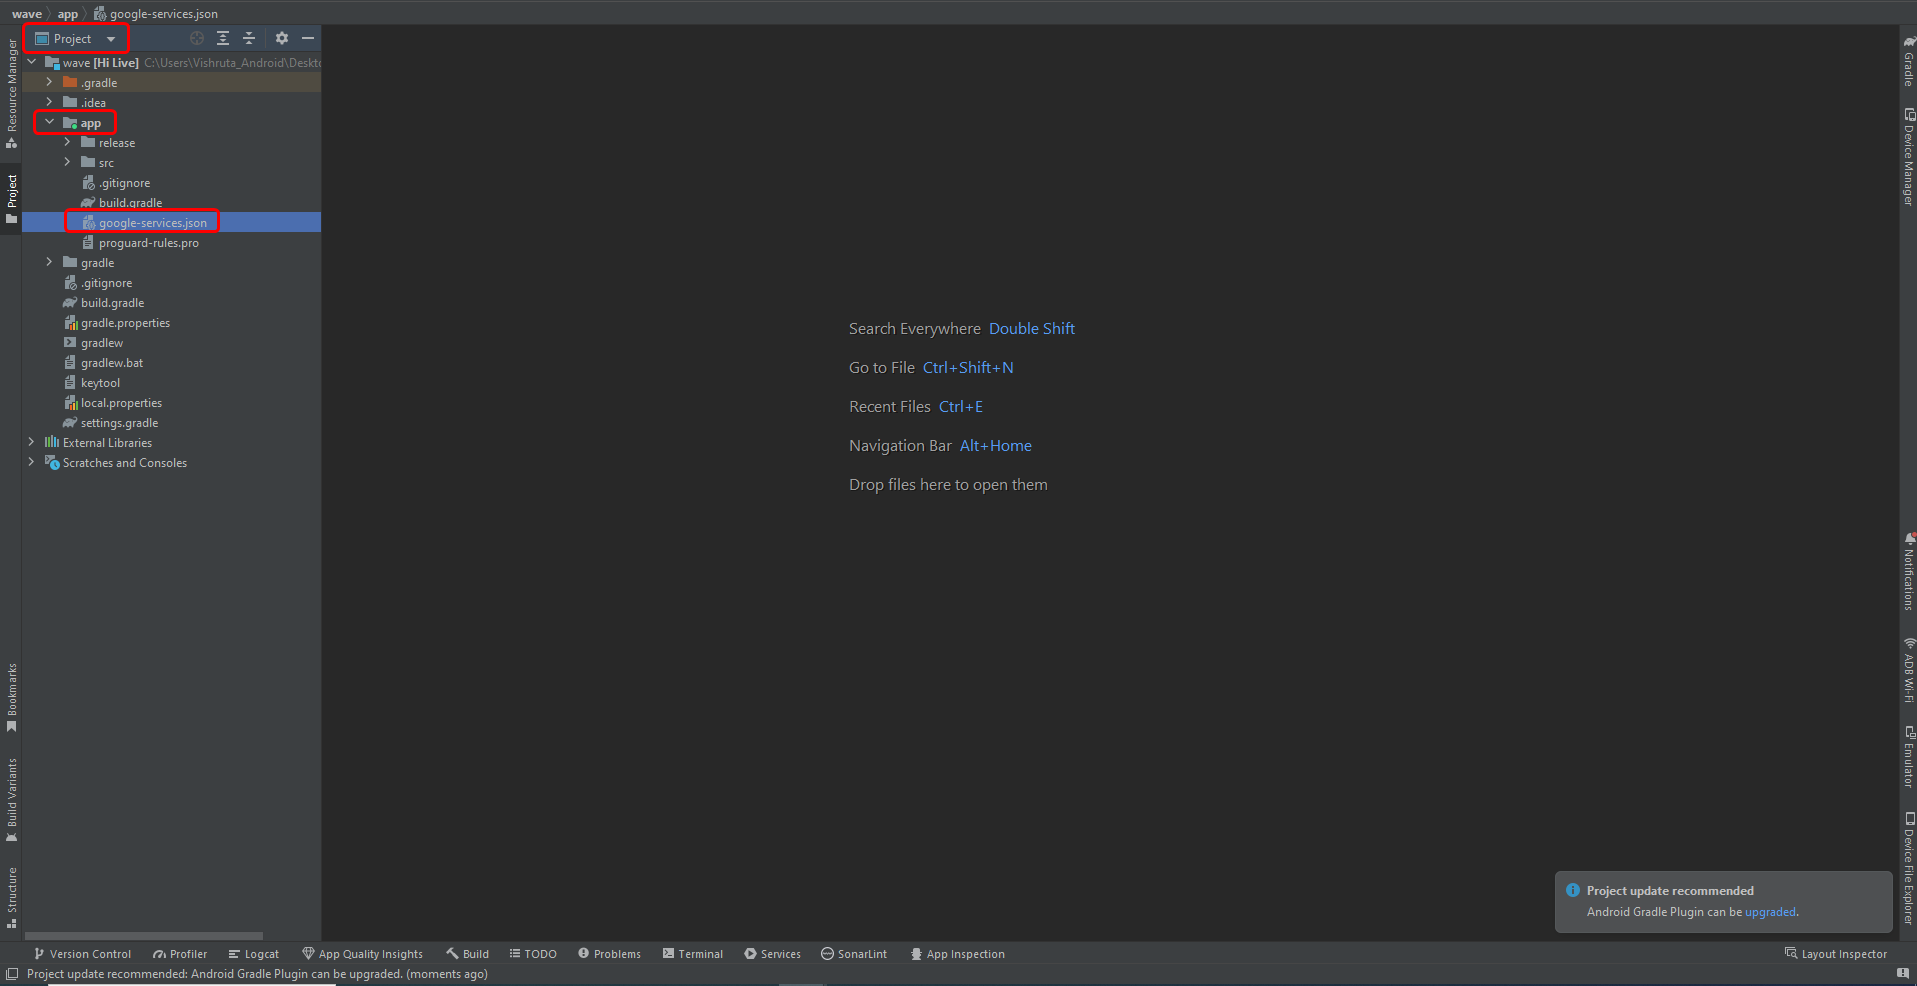 wave app google-services.json
Project
wave [Hi Live] C:\Users\Vishruta_Android\Deskto
.gradle
.idea
app
release
src
.gitignore
build.gradle
google-services.json
proguard-rules.pro
gradle
.gitignore
build.gradle
gradle.properties
gradlew
gradlew.bat
keytool
local.properties
settings.gradle
External Libraries
Scratches and Consoles
Resource Manager
Project
Bookmarks
Build Variants
Structure
Search Everywhere Double Shift
Go to File Ctrl+Shift+N
Recent Files Ctrl+E
Navigation Bar Alt+Home
Drop files here to open them
Gradle
Device Manager
Notifications
ADB Wi-Fi
Emulator
Device File Explorer
Project update recommended
Android Gradle Plugin can be upgraded.
Version Control Profiler Logcat App Quality Insights Build TODO Problems Terminal Services SonarLint App Inspection Layout Inspector
Project update recommended: Android Gradle Plugin can be upgraded. (moments ago)